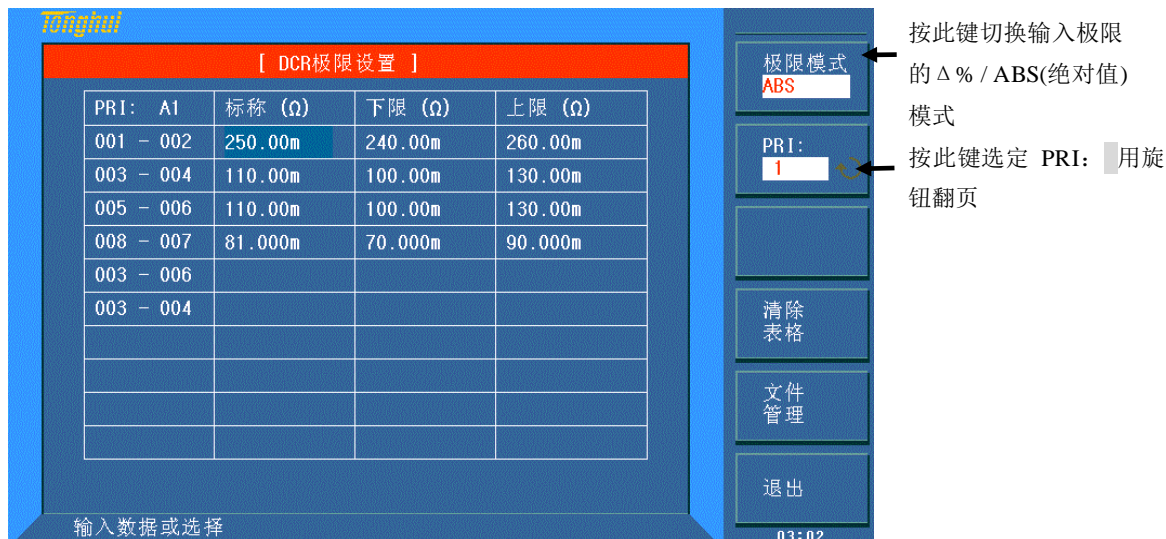 Tonghui
[ DCR极限设置 ]
PRI: A1 标称 (Ω) 下限 (Ω) 上限 (Ω)
001 - 002 250.00m 240.00m 260.00m
003 - 004 110.00m 100.00m 130.00m
005 - 006 110.00m 100.00m 130.00m
008 - 007 81.000m 70.000m 90.000m
003 - 006
003 - 004
输入数据或选择
极限模式
ABS
PRI:
1
清除
表格
文件
管理
退出
03:02
按此键切换输入极限
的Δ% / ABS(绝对值)
模式
按此键选定 PRI: 用旋
钮翻页